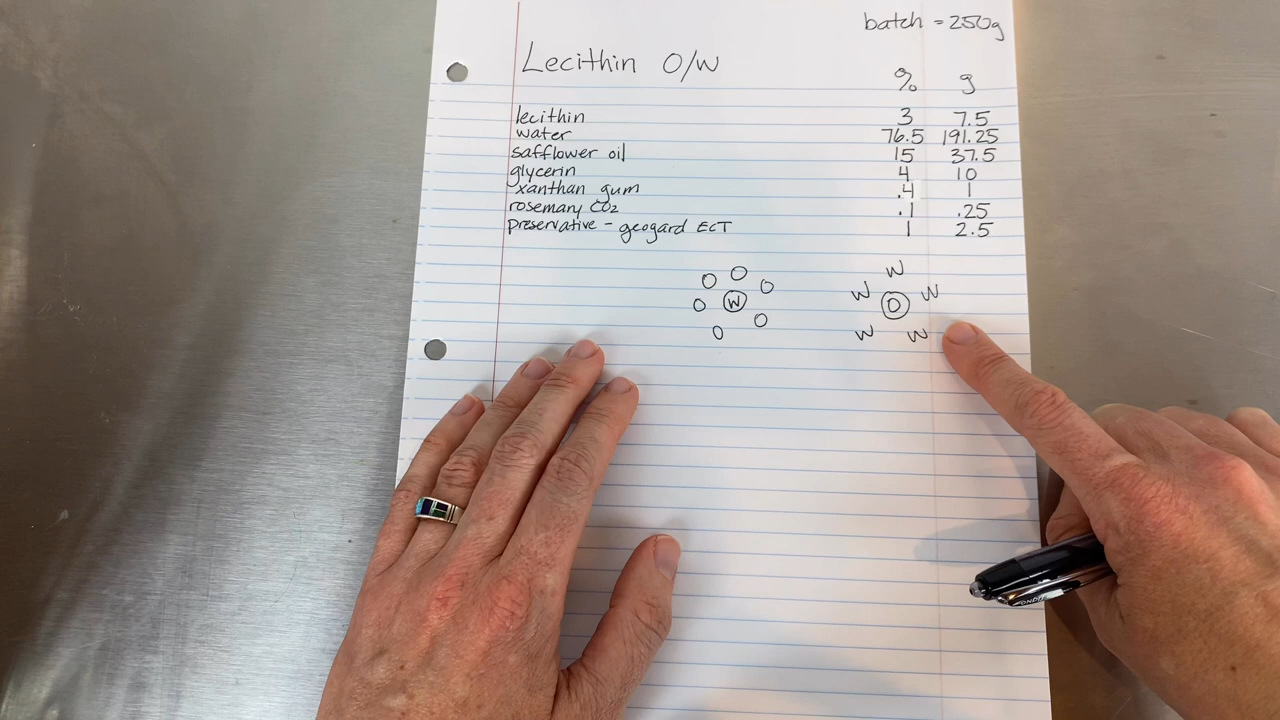 batch = 250g
Lecithin O/W
% g
lecithin 3 7.5
water 76.5 191.25
safflower oil 15 37.5
glycerin 4 10
xanthan gum .4 1
rosemary CO₂ .1 .25
preservative - geogard ECT 1 2.5
O O O O W O O O
W W W O W W